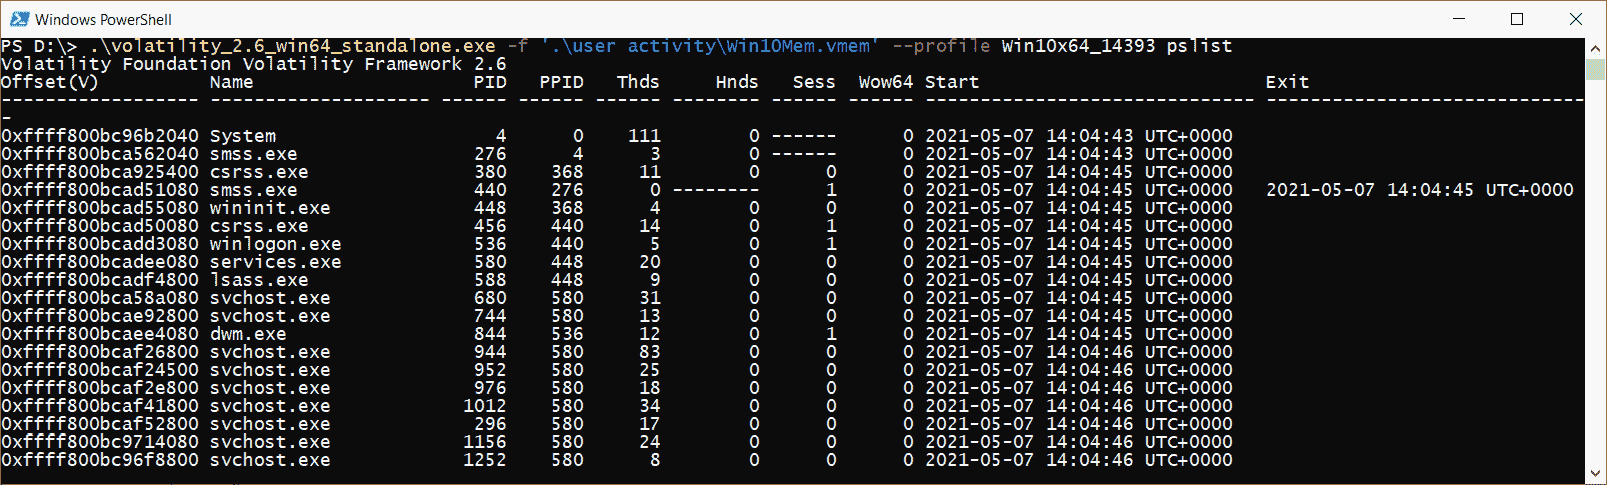 Windows PowerShell
PS D:\> .\volatility_2.6_win64_standalone.exe -f '.\user activity\Win10Mem.vmem' --profile Win10x64_14393 pslist
Volatility Foundation Volatility Framework 2.6
Offset(V)          Name                    PID   PPID   Thds     Hnds   Sess  Wow64 Start                          Exit
------------------ -------------------- ------ ------ ------ -------- ------ ------ ------------------------------ -----------------------------
-
0xffff800bc96b2040 System                    4      0    111        0 ------      0 2021-05-07 14:04:43 UTC+0000
0xffff800bca562040 smss.exe                276      4      3        0 ------      0 2021-05-07 14:04:43 UTC+0000
0xffff800bca925400 csrss.exe               380    368     11        0      0      0 2021-05-07 14:04:45 UTC+0000
0xffff800bcad51080 smss.exe                440    276      0 --------      1      0 2021-05-07 14:04:45 UTC+0000   2021-05-07 14:04:45 UTC+0000
0xffff800bcad55080 wininit.exe             448    368      4        0      0      0 2021-05-07 14:04:45 UTC+0000
0xffff800bcad50080 csrss.exe               456    440     14        0      1      0 2021-05-07 14:04:45 UTC+0000
0xffff800bcadd3080 winlogon.exe            536    440      5        0      1      0 2021-05-07 14:04:45 UTC+0000
0xffff800bcadee080 services.exe            580    448     20        0      0      0 2021-05-07 14:04:45 UTC+0000
0xffff800bcadf4800 lsass.exe               588    448      9        0      0      0 2021-05-07 14:04:45 UTC+0000
0xffff800bca58a080 svchost.exe             680    580     31        0      0      0 2021-05-07 14:04:45 UTC+0000
0xffff800bcae92800 svchost.exe             744    580     13        0      0      0 2021-05-07 14:04:45 UTC+0000
0xffff800bcaee4080 dwm.exe                 844    536     12        0      1      0 2021-05-07 14:04:45 UTC+0000
0xffff800bcaf26800 svchost.exe             944    580     83        0      0      0 2021-05-07 14:04:46 UTC+0000
0xffff800bcaf24500 svchost.exe             952    580     25        0      0      0 2021-05-07 14:04:46 UTC+0000
0xffff800bcaf2e800 svchost.exe             976    580     18        0      0      0 2021-05-07 14:04:46 UTC+0000
0xffff800bcaf41800 svchost.exe            1012    580     34        0      0      0 2021-05-07 14:04:46 UTC+0000
0xffff800bcaf52800 svchost.exe             296    580     17        0      0      0 2021-05-07 14:04:46 UTC+0000
0xffff800bc9714080 svchost.exe            1156    580     24        0      0      0 2021-05-07 14:04:46 UTC+0000
0xffff800bc96f8800 svchost.exe            1252    580      8        0      0      0 2021-05-07 14:04:46 UTC+0000